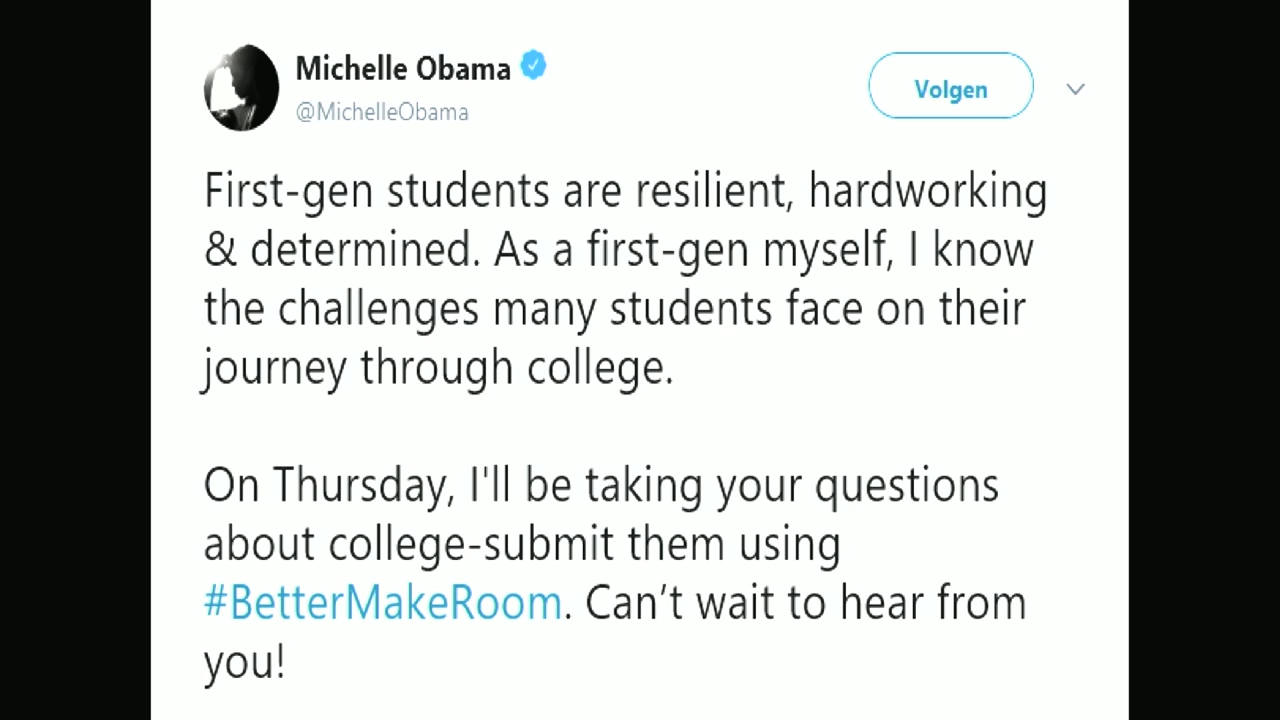 Michelle Obama
@MichelleObama
Volgen
First-gen students are resilient, hardworking
& determined. As a first-gen myself, I know
the challenges many students face on their
journey through college.
On Thursday, I'll be taking your questions
about college-submit them using
#BetterMakeRoom. Can’t wait to hear from
you!